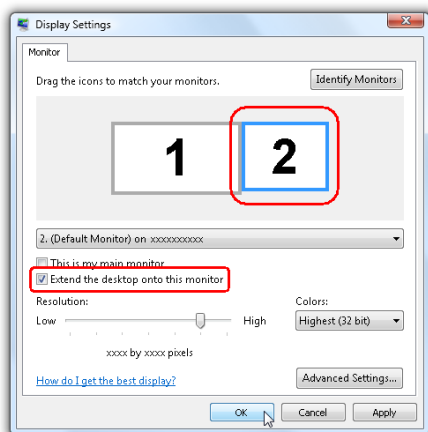 Display Settings
Monitor
Drag the icons to match your monitors.
Identify Monitors
1
2
2. (Default Monitor) on xxxxxxxxxx
This is my main monitor
Extend the desktop onto this monitor
Resolution:
Colors:
Low
High
Highest (32 bit)
xxxx by xxxx pixels
How do I get the best display?
Advanced Settings...
OK
Cancel
Apply